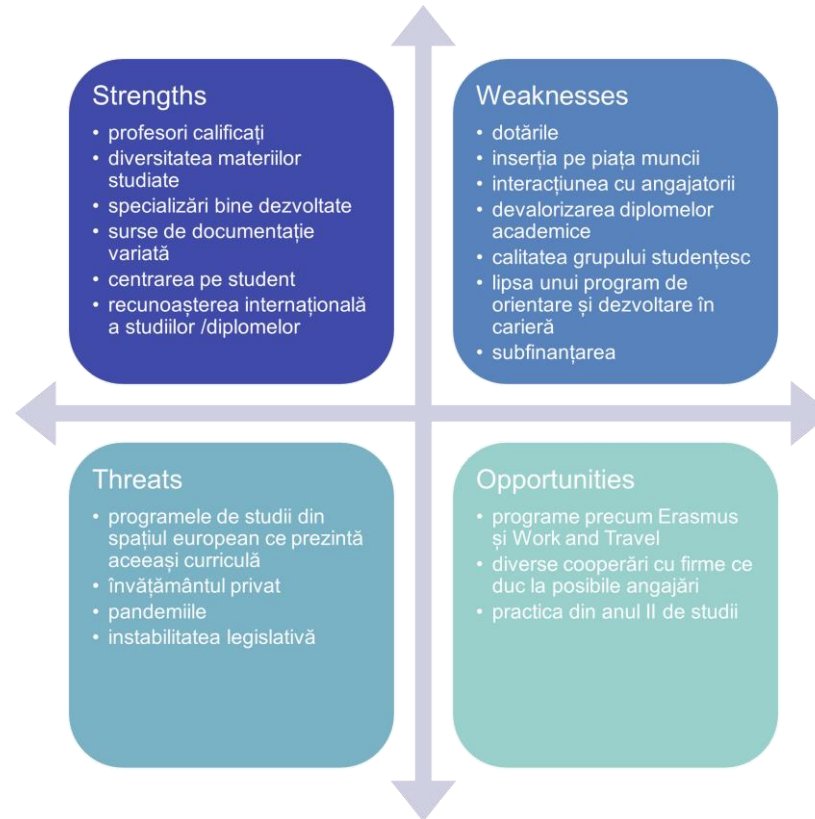 Strengths
• profesori calificați
• diversitatea materiilor
studiate
• specializări bine dezvoltate
• surse de documentație
variată
• centrarea pe student
• recunoașterea internațională
a studiilor /diplomelor
Weaknesses
• dotările
• inserția pe piața muncii
• interacțiunea cu angajatorii
• devalorizarea diplomelor
academice
• calitatea grupului studențesc
• lipsa unui program de
orientare și dezvoltare în
carieră
• subfinanțarea
Threats
• programele de studii din
spațiul european ce prezintă
aceeași curriculă
• învățământul privat
• pandemiile
• instabilitatea legislativă
Opportunities
• programe precum Erasmus
și Work and Travel
• diverse cooperări cu firme ce
duc la posibile angajări
• practica din anul II de studii